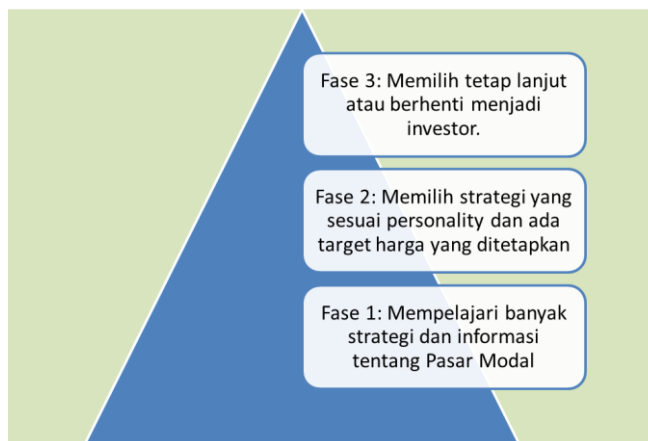 Fase 3: Memilih tetap lanjut
atau berhenti menjadi
investor.
Fase 2: Memilih strategi yang
sesuai personality dan ada
target harga yang ditetapkan
Fase 1: Mempelajari banyak
strategi dan informasi
tentang Pasar Modal